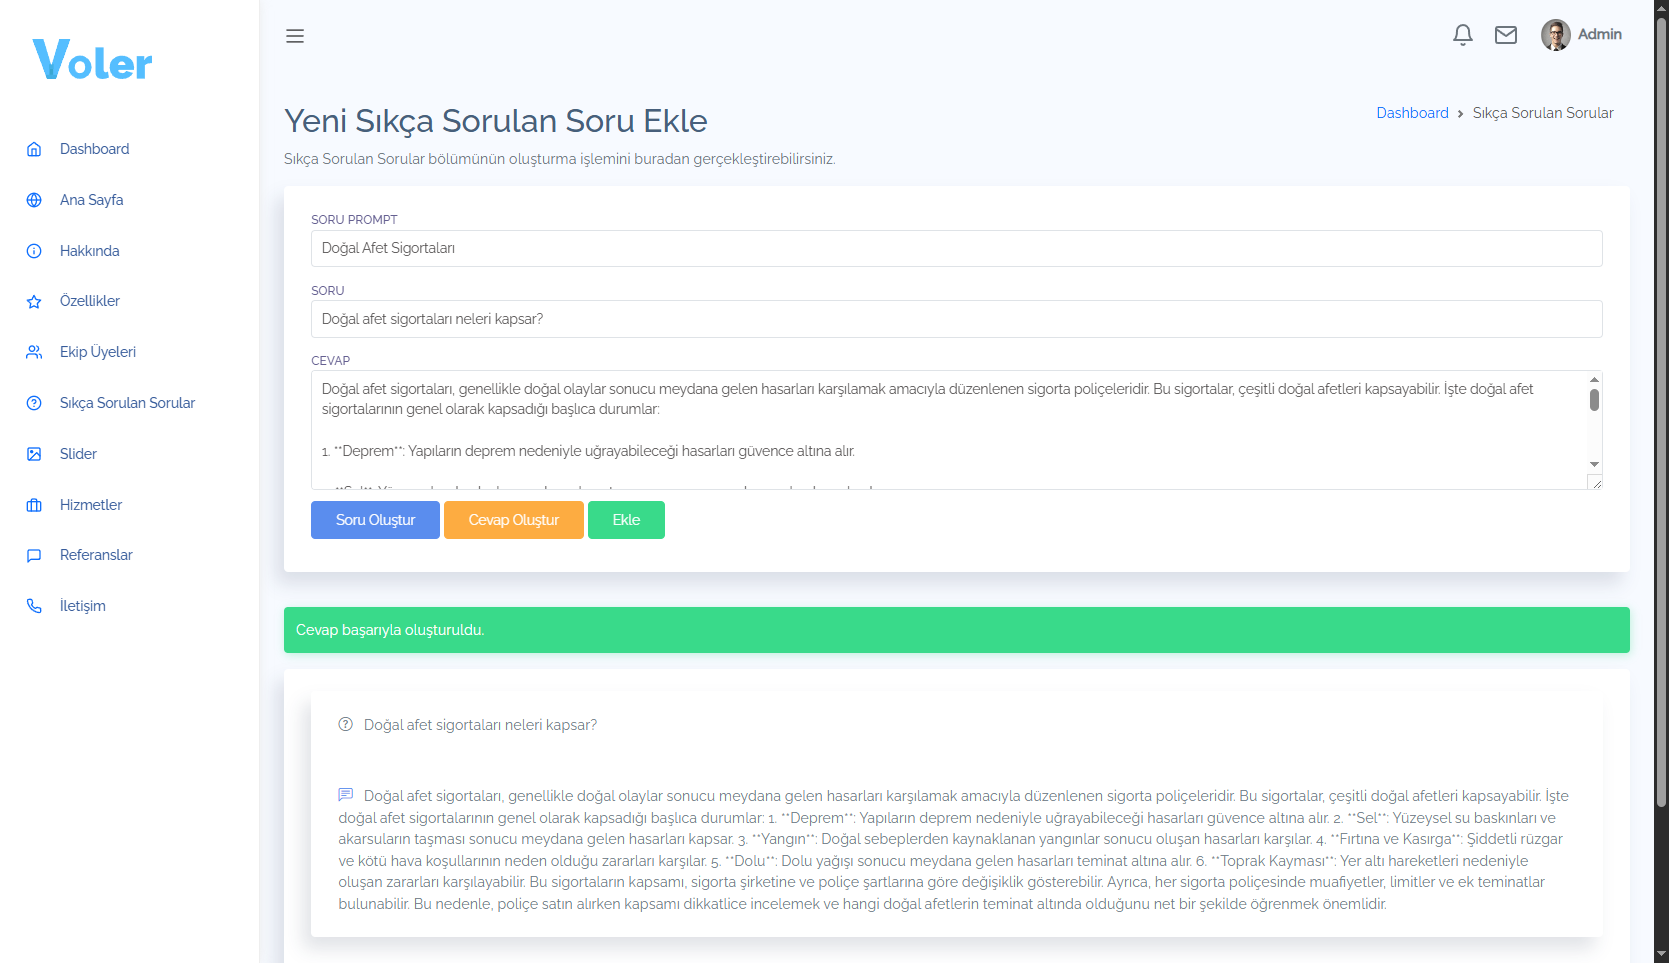 Voler
Admin
Dashboard
Ana Sayfa
Hakkında
Özellikler
Ekip Üyeleri
Sıkça Sorulan Sorular
Slider
Hizmetler
Referanslar
İletişim
Yeni Sıkça Sorulan Soru Ekle
Dashboard > Sıkça Sorulan Sorular
Sıkça Sorulan Sorular bölümünün oluşturma işlemini buradan gerçekleştirebilirsiniz.
SORU PROMPT
Doğal Afet Sigortaları
SORU
Doğal afet sigortaları neleri kapsar?
CEVAP
Doğal afet sigortaları, genellikle doğal olaylar sonucu meydana gelen hasarları karşılamak amacıyla düzenlenen sigorta poliçeleridir. Bu sigortalar, çeşitli doğal afetleri kapsayabilir. İşte doğal afet
sigortalarının genel olarak kapsadığı başlıca durumlar:
1. **Deprem**: Yapıların deprem nedeniyle uğrayabileceği hasarları güvence altına alır.
Soru Oluştur
Cevap Oluştur
Ekle
Cevap başarıyla oluşturuldu.
Doğal afet sigortaları neleri kapsar?
Doğal afet sigortaları, genellikle doğal olaylar sonucu meydana gelen hasarları karşılamak amacıyla düzenlenen sigorta poliçeleridir. Bu sigortalar, çeşitli doğal afetleri kapsayabilir. İşte
doğal afet sigortalarının genel olarak kapsadığı başlıca durumlar: 1. **Deprem**: Yapıların deprem nedeniyle uğrayabileceği hasarları güvence altına alır. 2. **Sel**: Yüzeysel su baskınları ve
akarsuların taşması sonucu meydana gelen hasarları kapsar. 3. **Yangın**: Doğal sebeplerden kaynaklanan yangınlar sonucu oluşan hasarları karşılar. 4. **Fırtına ve Kasırga**: Şiddetli rüzgar
ve kötü hava koşullarının neden olduğu zararları karşılar. 5. **Dolu**: Dolu yağışı sonucu meydana gelen hasarları teminat altına alır. 6. **Toprak Kayması**: Yer altı hareketleri nedeniyle
oluşan zararları karşılayabilir. Bu sigortaların kapsamı, sigorta şirketine ve poliçe şartlarına göre değişiklik gösterebilir. Ayrıca, her sigorta poliçesinde muafiyetler, limitler ve ek teminatlar
bulunabilir. Bu nedenle, poliçe satın alırken kapsamı dikkatlice incelemek ve hangi doğal afetlerin teminat altında olduğunu net bir şekilde öğrenmek önemlidir.